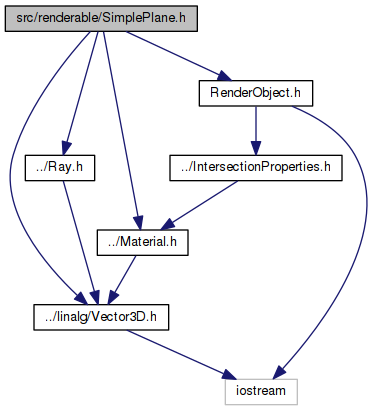 src/renderable/SimplePlane.h
RenderObject.h
../Ray.h
../IntersectionProperties.h
../Material.h
../linalg/Vector3D.h
iostream